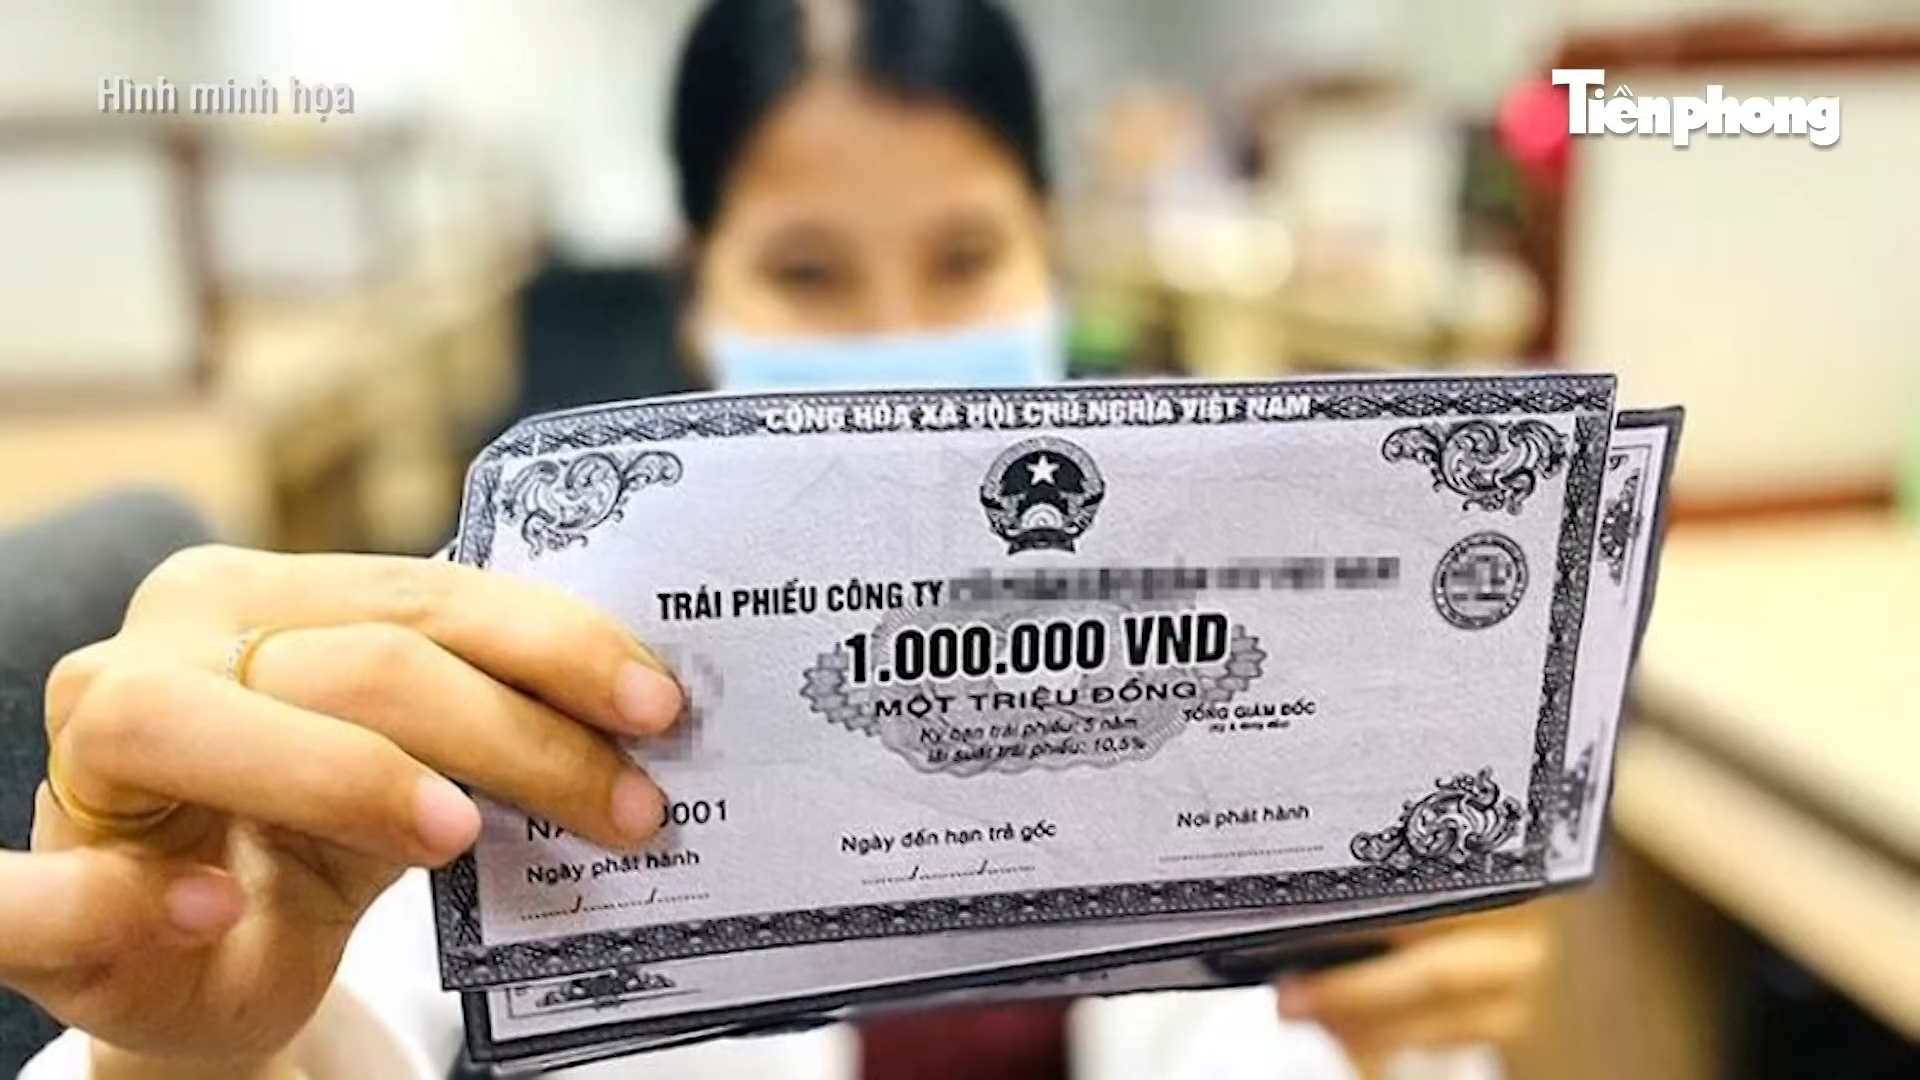 Hình minh họa
Tiềnphong
CỘNG HÒA XÃ HỘI CHỦ NGHĨA VIỆT NAM
TRÁI PHIẾU CÔNG TY
1.000.000 VND
MỘT TRIỆU ĐỒNG
Kỳ hạn trái phiếu: 5 năm
lãi suất trái phiếu: 10,5%
TỔNG GIÁM ĐỐC
001
Ngày phát hành
Ngày đến hạn trả gốc
Nơi phát hành